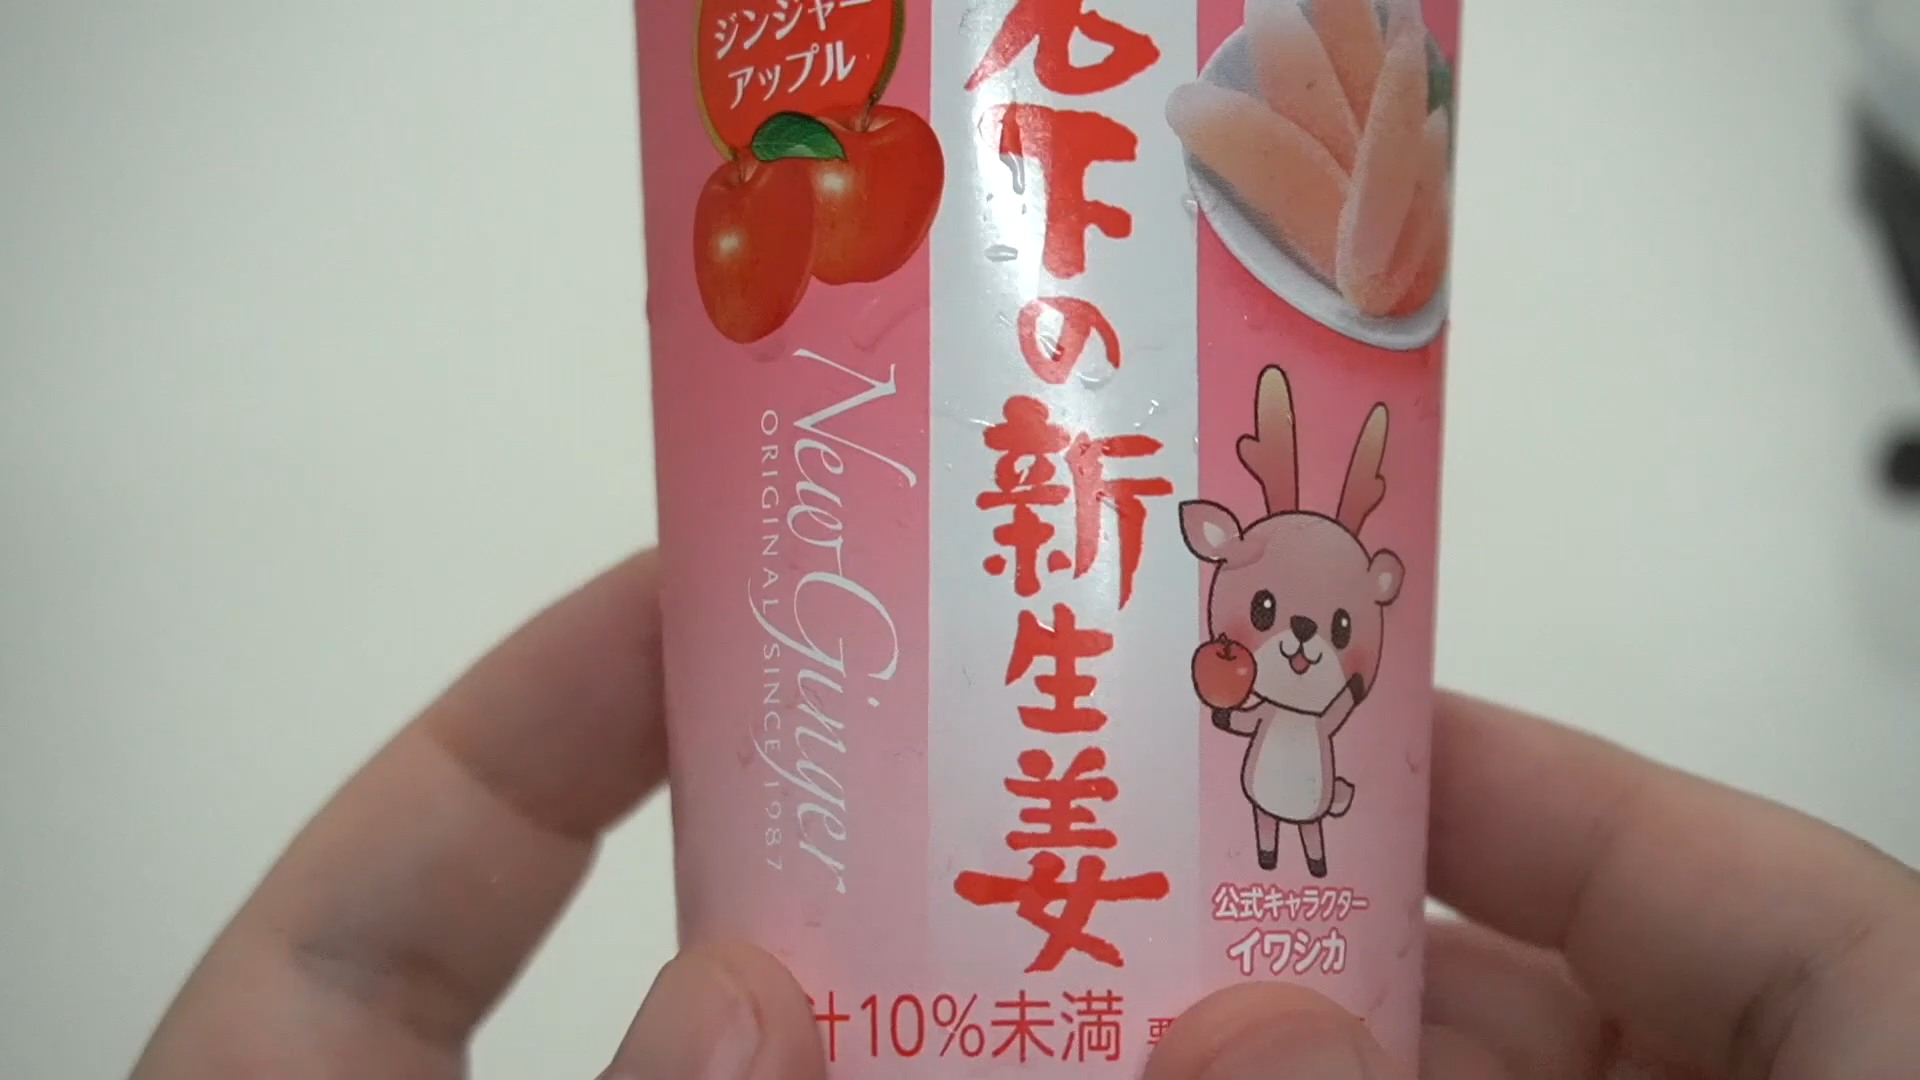 ジンジャー
アップル
下の新生姜
New Ginger
ORIGINAL SINCE 1987
公式キャラクター
イワシカ
汁10%未満